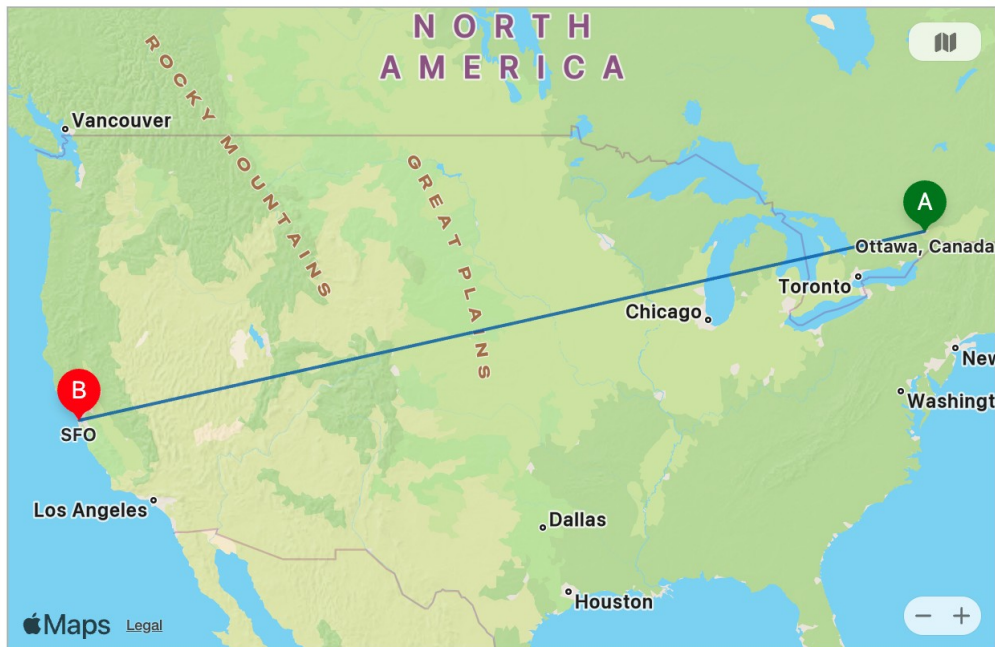 NORTH
AMERICA
ROCKY MOUNTAINS
Vancouver
GREAT PLAINS
A
Ottawa, Canada
Toronto
Chicago
New
Washingt
B
SFO
Los Angeles
Dallas
Houston
Maps Legal
− +